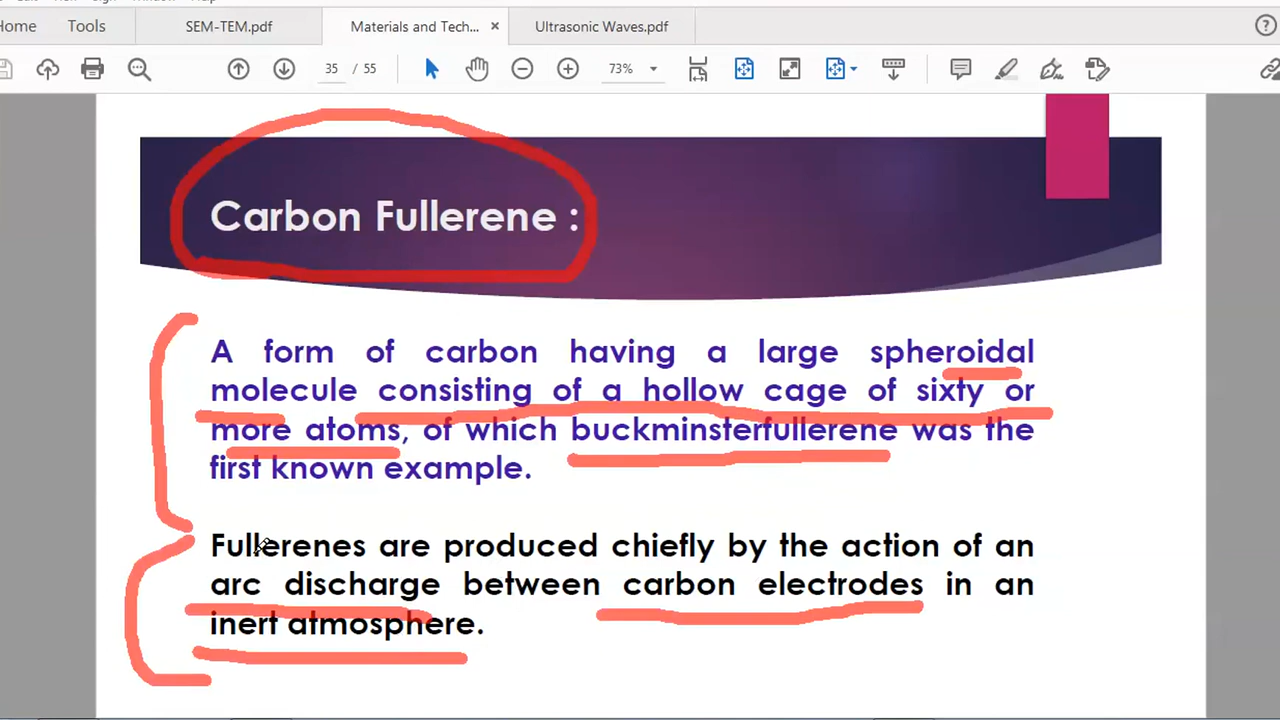 Home Tools SEM-TEM.pdf Materials and Tech... × Ultrasonic Waves.pdf
35 / 55 73%
Carbon Fullerene :
A form of carbon having a large spheroidal
molecule consisting of a hollow cage of sixty or
more atoms, of which buckminsterfullerene was the
first known example.
Fullerenes are produced chiefly by the action of an
arc discharge between carbon electrodes in an
inert atmosphere.